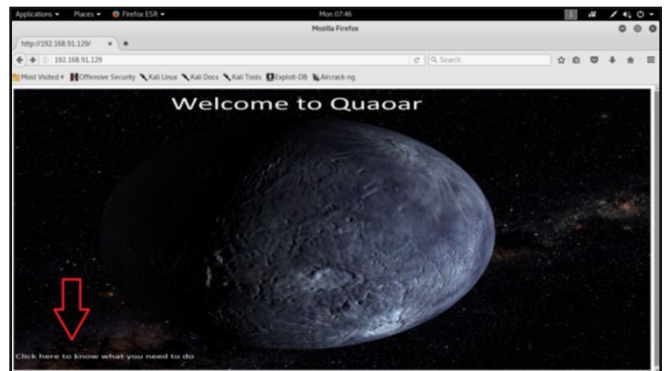 Applications Places Firefox ESR Mon 07:46 1
Mozilla Firefox
http://192.168.91.129/
192.168.91.129 Search
Most Visited Offensive Security Kali Linux Kali Docs Kali Tools Exploit-DB Aircrack-ng
Welcome to Quaoar
Click here to know what you need to do